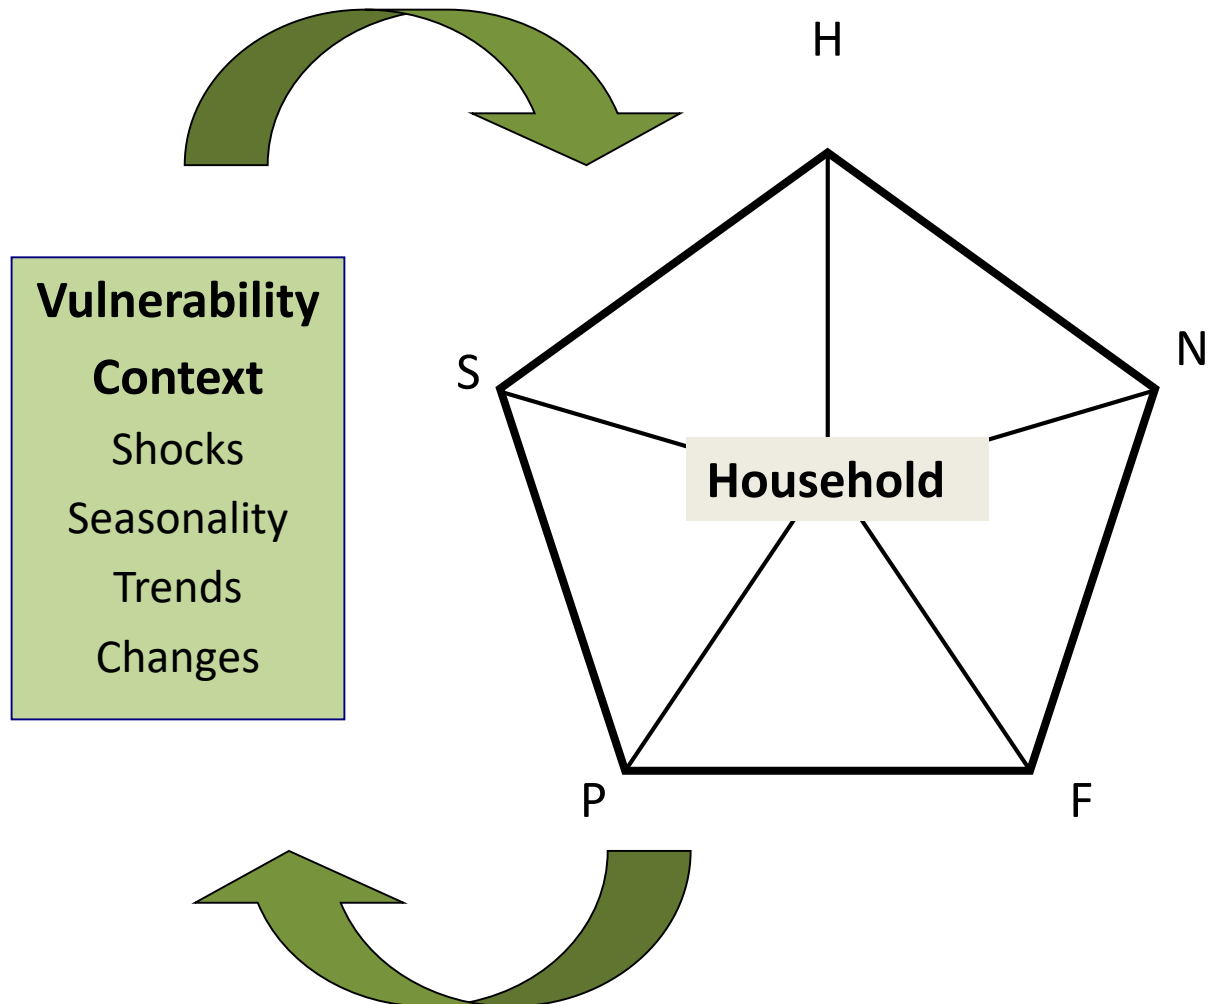 H
Vulnerability
Context
Shocks
Seasonality
Trends
Changes
S
N
Household
P
F